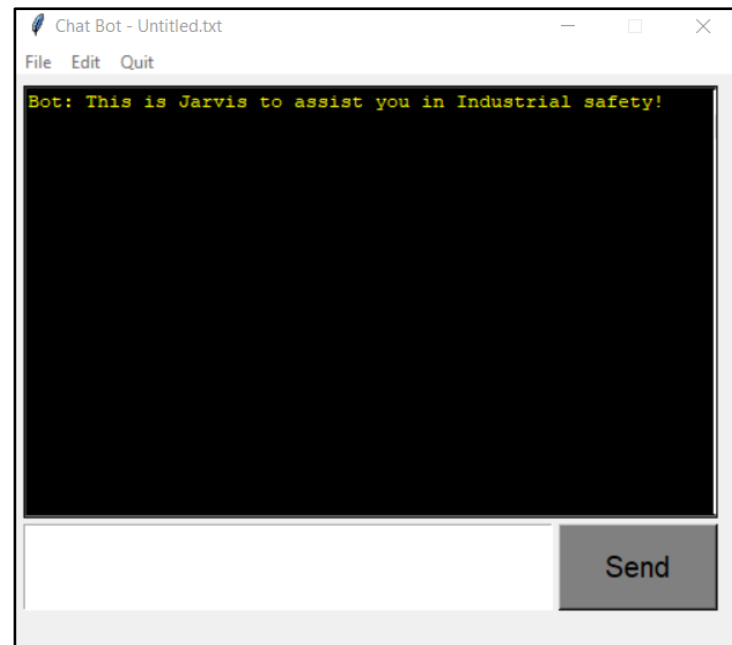 Chat Bot - Untitled.txt
File Edit Quit
Bot: This is Jarvis to assist you in Industrial safety!
Send